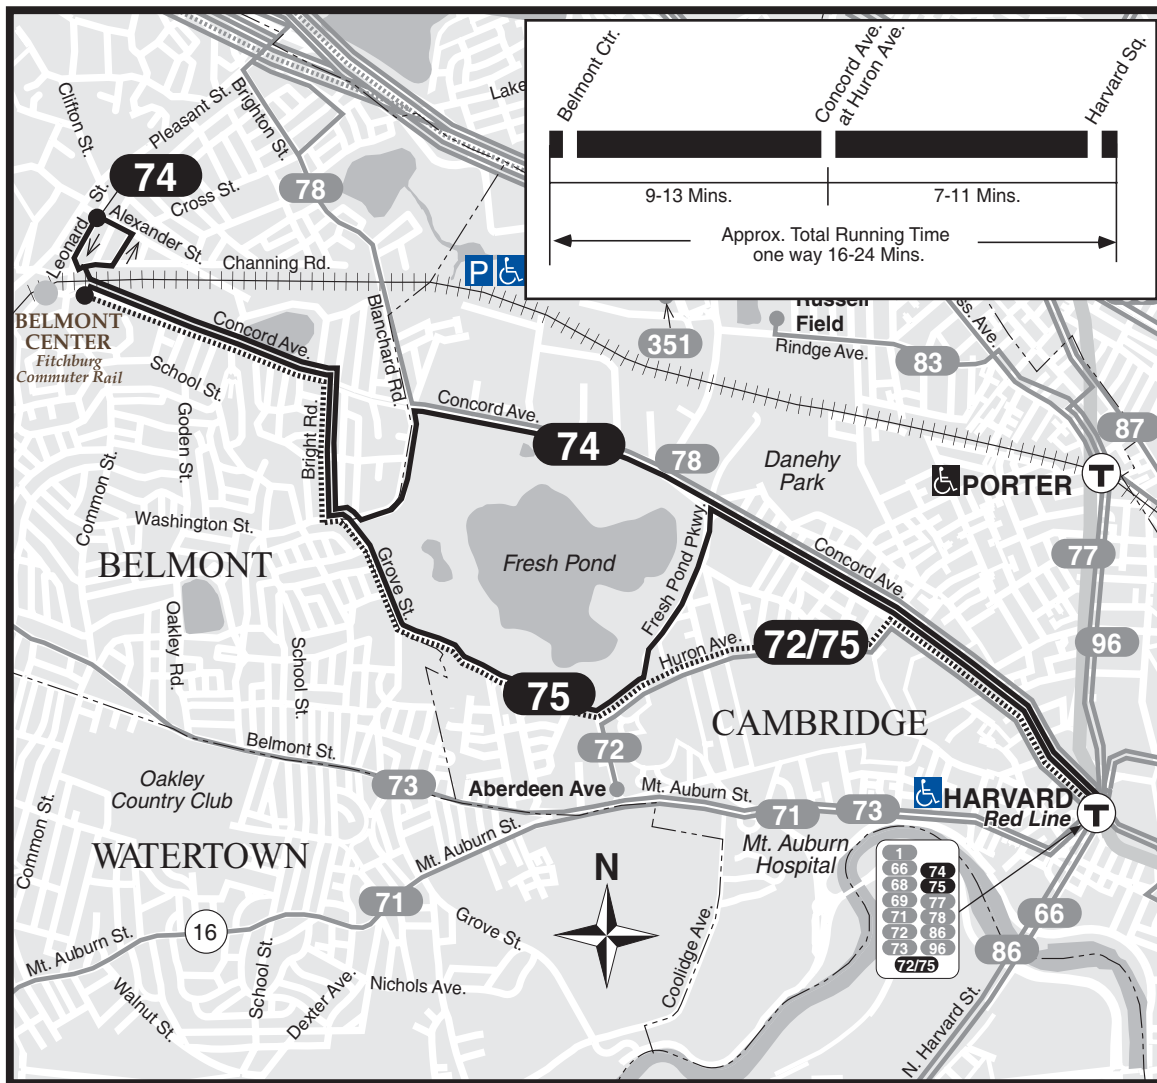 Belmont Ctr.
Concord Ave.
at Huron Ave.
Harvard Sq.
9-13 Mins.
7-11 Mins.
Approx. Total Running Time
one way 16-24 Mins.
Clifton St.
Pleasant St.
Brighton St.
Lake
74
Cross St.
78
Leonard St.
Alexander St.
Channing Rd.
P
BELMONT
CENTER
Fitchburg
Commuter Rail
Concord Ave.
Blanchard Rd.
351
Russell
Field
Rindge Ave.
83
ss. Ave.
School St.
Goden St.
Bright Rd.
Concord Ave.
74
78
87
Common St.
Danehy
Park
PORTER
T
Washington St.
BELMONT
Grove St.
Fresh Pond
Fresh Pond Pkwy.
Concord Ave.
77
Oakley Rd.
School St.
Huron Ave.
72/75
96
75
CAMBRIDGE
Belmont St.
72
Oakley
Country Club
73
Aberdeen Ave
Mt. Auburn St.
71
73
HARVARD
Red Line
T
Common St.
WATERTOWN
Mt. Auburn St.
Mt. Auburn
Hospital
1
66
74
68
75
69
77
71
78
72
86
73
96
72/75
N
71
Grove St.
66
16
Mt. Auburn St.
School St.
Coolidge Ave.
86
Walnut St.
Dexter Ave.
Nichols Ave.
N. Harvard St.